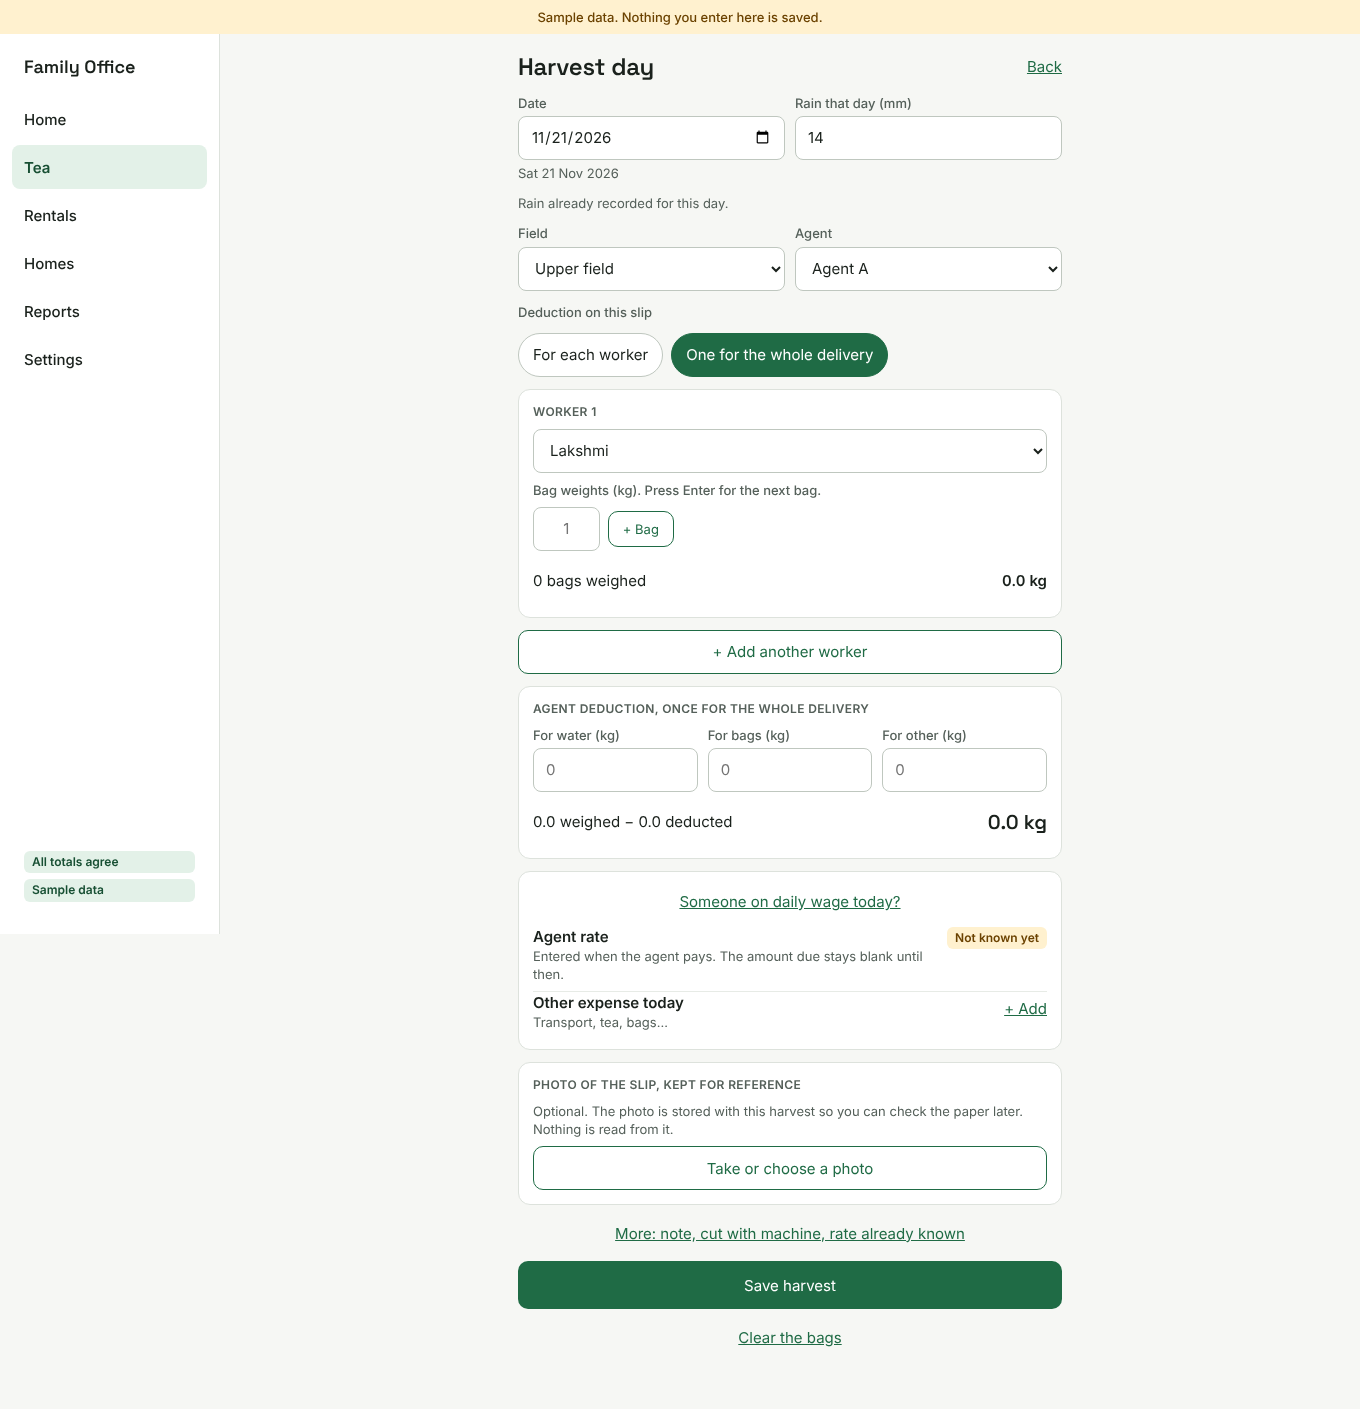 Sample data. Nothing you enter here is saved.
Family Office
Home
Tea
Rentals
Homes
Reports
Settings
All totals agree
Sample data
Harvest day
Back
Date
Rain that day (mm)
11/21/2026
14
Sat 21 Nov 2026
Rain already recorded for this day.
Field
Agent
Upper field
Agent A
Deduction on this slip
For each worker
One for the whole delivery
WORKER 1
Lakshmi
Bag weights (kg). Press Enter for the next bag.
1
+ Bag
0 bags weighed
0.0 kg
+ Add another worker
AGENT DEDUCTION, ONCE FOR THE WHOLE DELIVERY
For water (kg)
For bags (kg)
For other (kg)
0
0
0
0.0 weighed − 0.0 deducted
0.0 kg
Someone on daily wage today?
Agent rate
Not known yet
Entered when the agent pays. The amount due stays blank until
then.
Other expense today
+ Add
Transport, tea, bags…
PHOTO OF THE SLIP, KEPT FOR REFERENCE
Optional. The photo is stored with this harvest so you can check the paper later.
Nothing is read from it.
Take or choose a photo
More: note, cut with machine, rate already known
Save harvest
Clear the bags